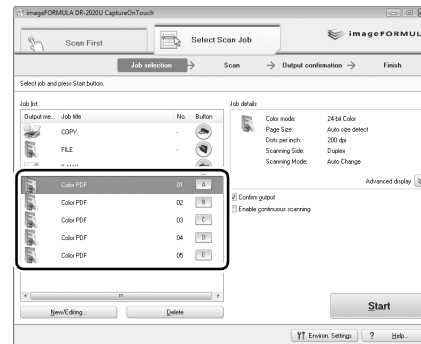 imageFORMULA DR-2020U CaptureOnTouch
Scan First
Select Scan Job
imageFORMUL
Job selection
Scan
Output confirmation
Finish
Select job and press Start button.
Job list:
Output me... Job title No. Button
COPY -
FILE -
Color PDF 01 A
Color PDF 02 B
Color PDF 03 C
Color PDF 04 D
Color PDF 05 E
New/Editing...
Delete
Job details:
Color mode: 24-bit Color
Page Size: Auto size detect
Dots per inch: 200 dpi
Scanning Side: Duplex
Scanning Mode: Auto Change
Advanced display
Confirm output
Enable continuous scanning
Start
Environ. Settings
? Help...